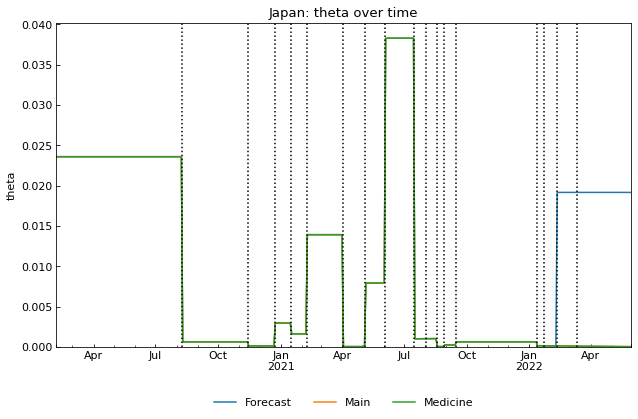 Japan: theta over time
0.040
0.035
0.030
0.025
0.020
0.015
0.010
0.005
0.000
theta
Apr Jul Oct Jan Apr Jul Oct Jan Apr
2021 2022
Forecast Main Medicine